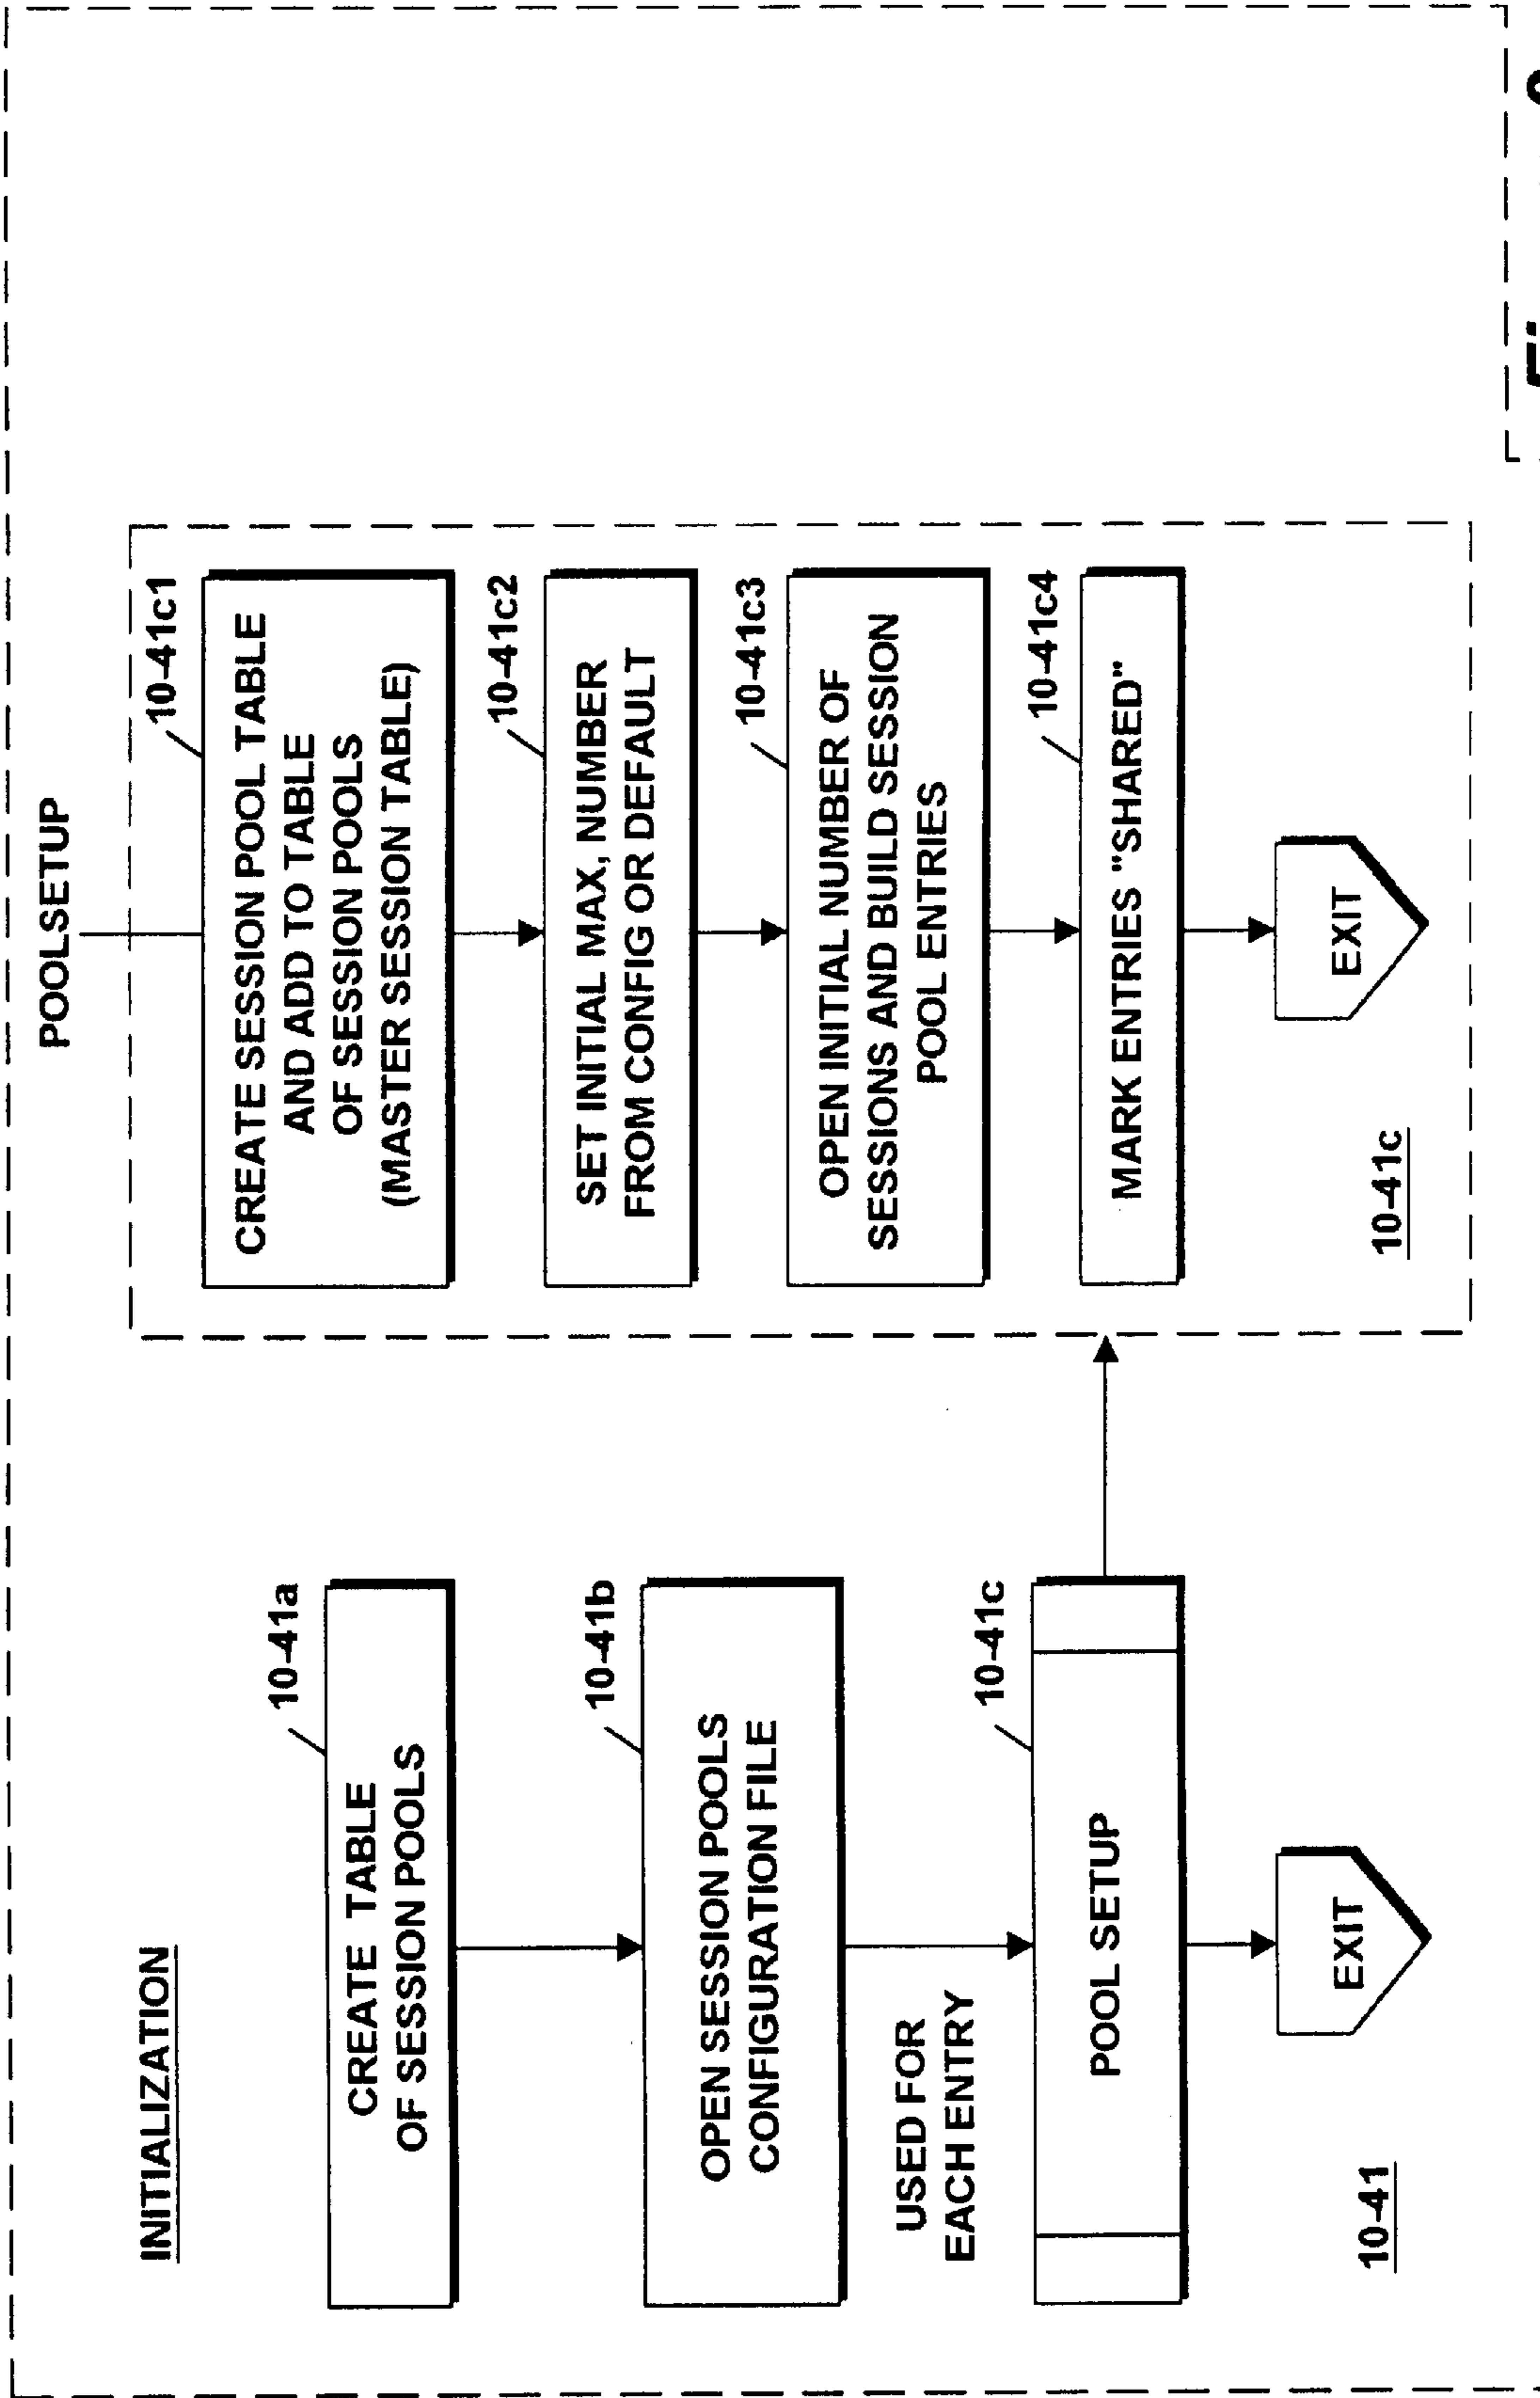 INITIALIZATION
10-41a
CREATE TABLE
OF SESSION POOLS
10-41b
OPEN SESSION POOLS
CONFIGURATION FILE
USED FOR
EACH ENTRY
10-41c
POOL SETUP
EXIT
10-41
POOLSETUP
10-41c1
CREATE SESSION POOL TABLE
AND ADD TO TABLE
OF SESSION POOLS
(MASTER SESSION TABLE)
10-41c2
SET INITIAL MAX, NUMBER
FROM CONFIG OR DEFAULT
10-41c3
OPEN INITIAL NUMBER OF
SESSIONS AND BUILD SESSION
POOL ENTRIES
10-41c4
MARK ENTRIES "SHARED"
EXIT
10-41c